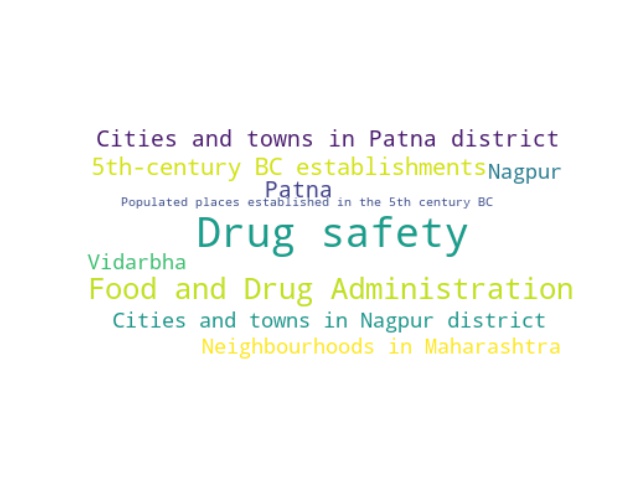 Cities and towns in Patna district
5th-century BC establishments
Nagpur
Patna
Populated places established in the 5th century BC
Drug safety
Vidarbha
Food and Drug Administration
Cities and towns in Nagpur district
Neighbourhoods in Maharashtra